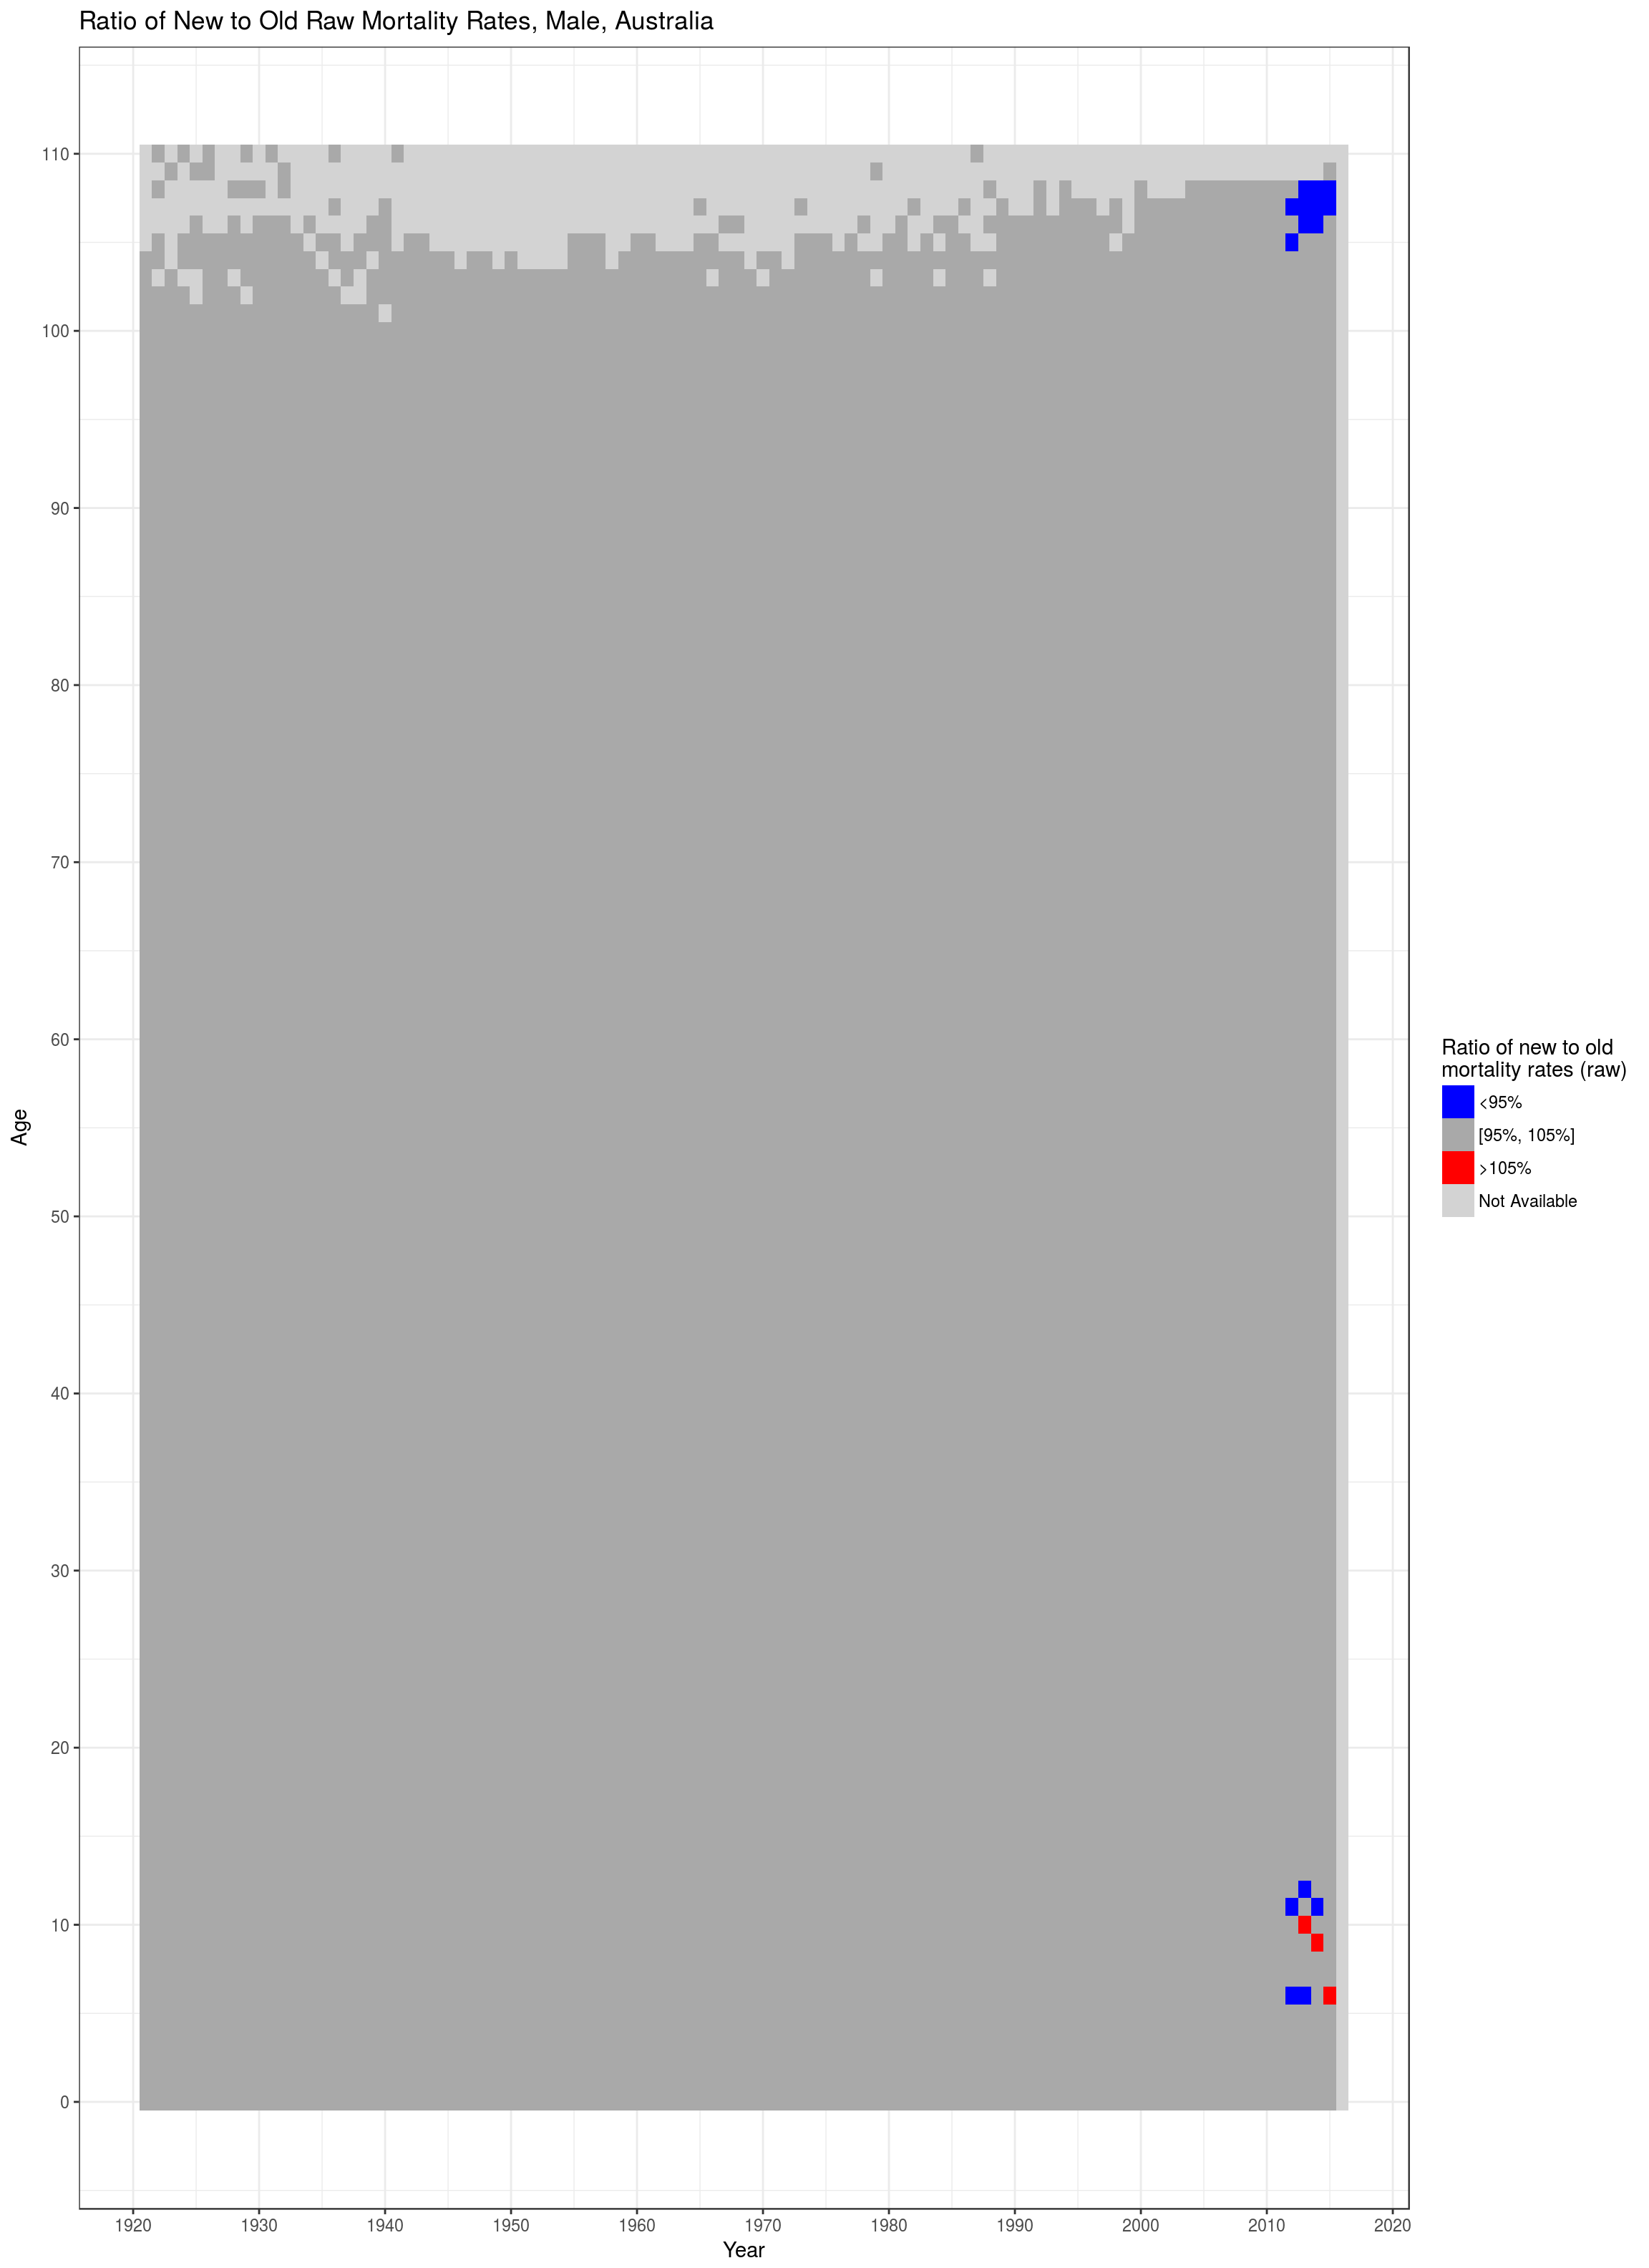 Ratio of New to Old Raw Mortality Rates, Male, Australia
110
100
90
80
70
60
50
40
30
20
10
0
Age
1920 1930 1940 1950 1960 1970 1980 1990 2000 2010 2020
Year
Ratio of new to old
mortality rates (raw)
<95%
[95%, 105%]
>105%
Not Available